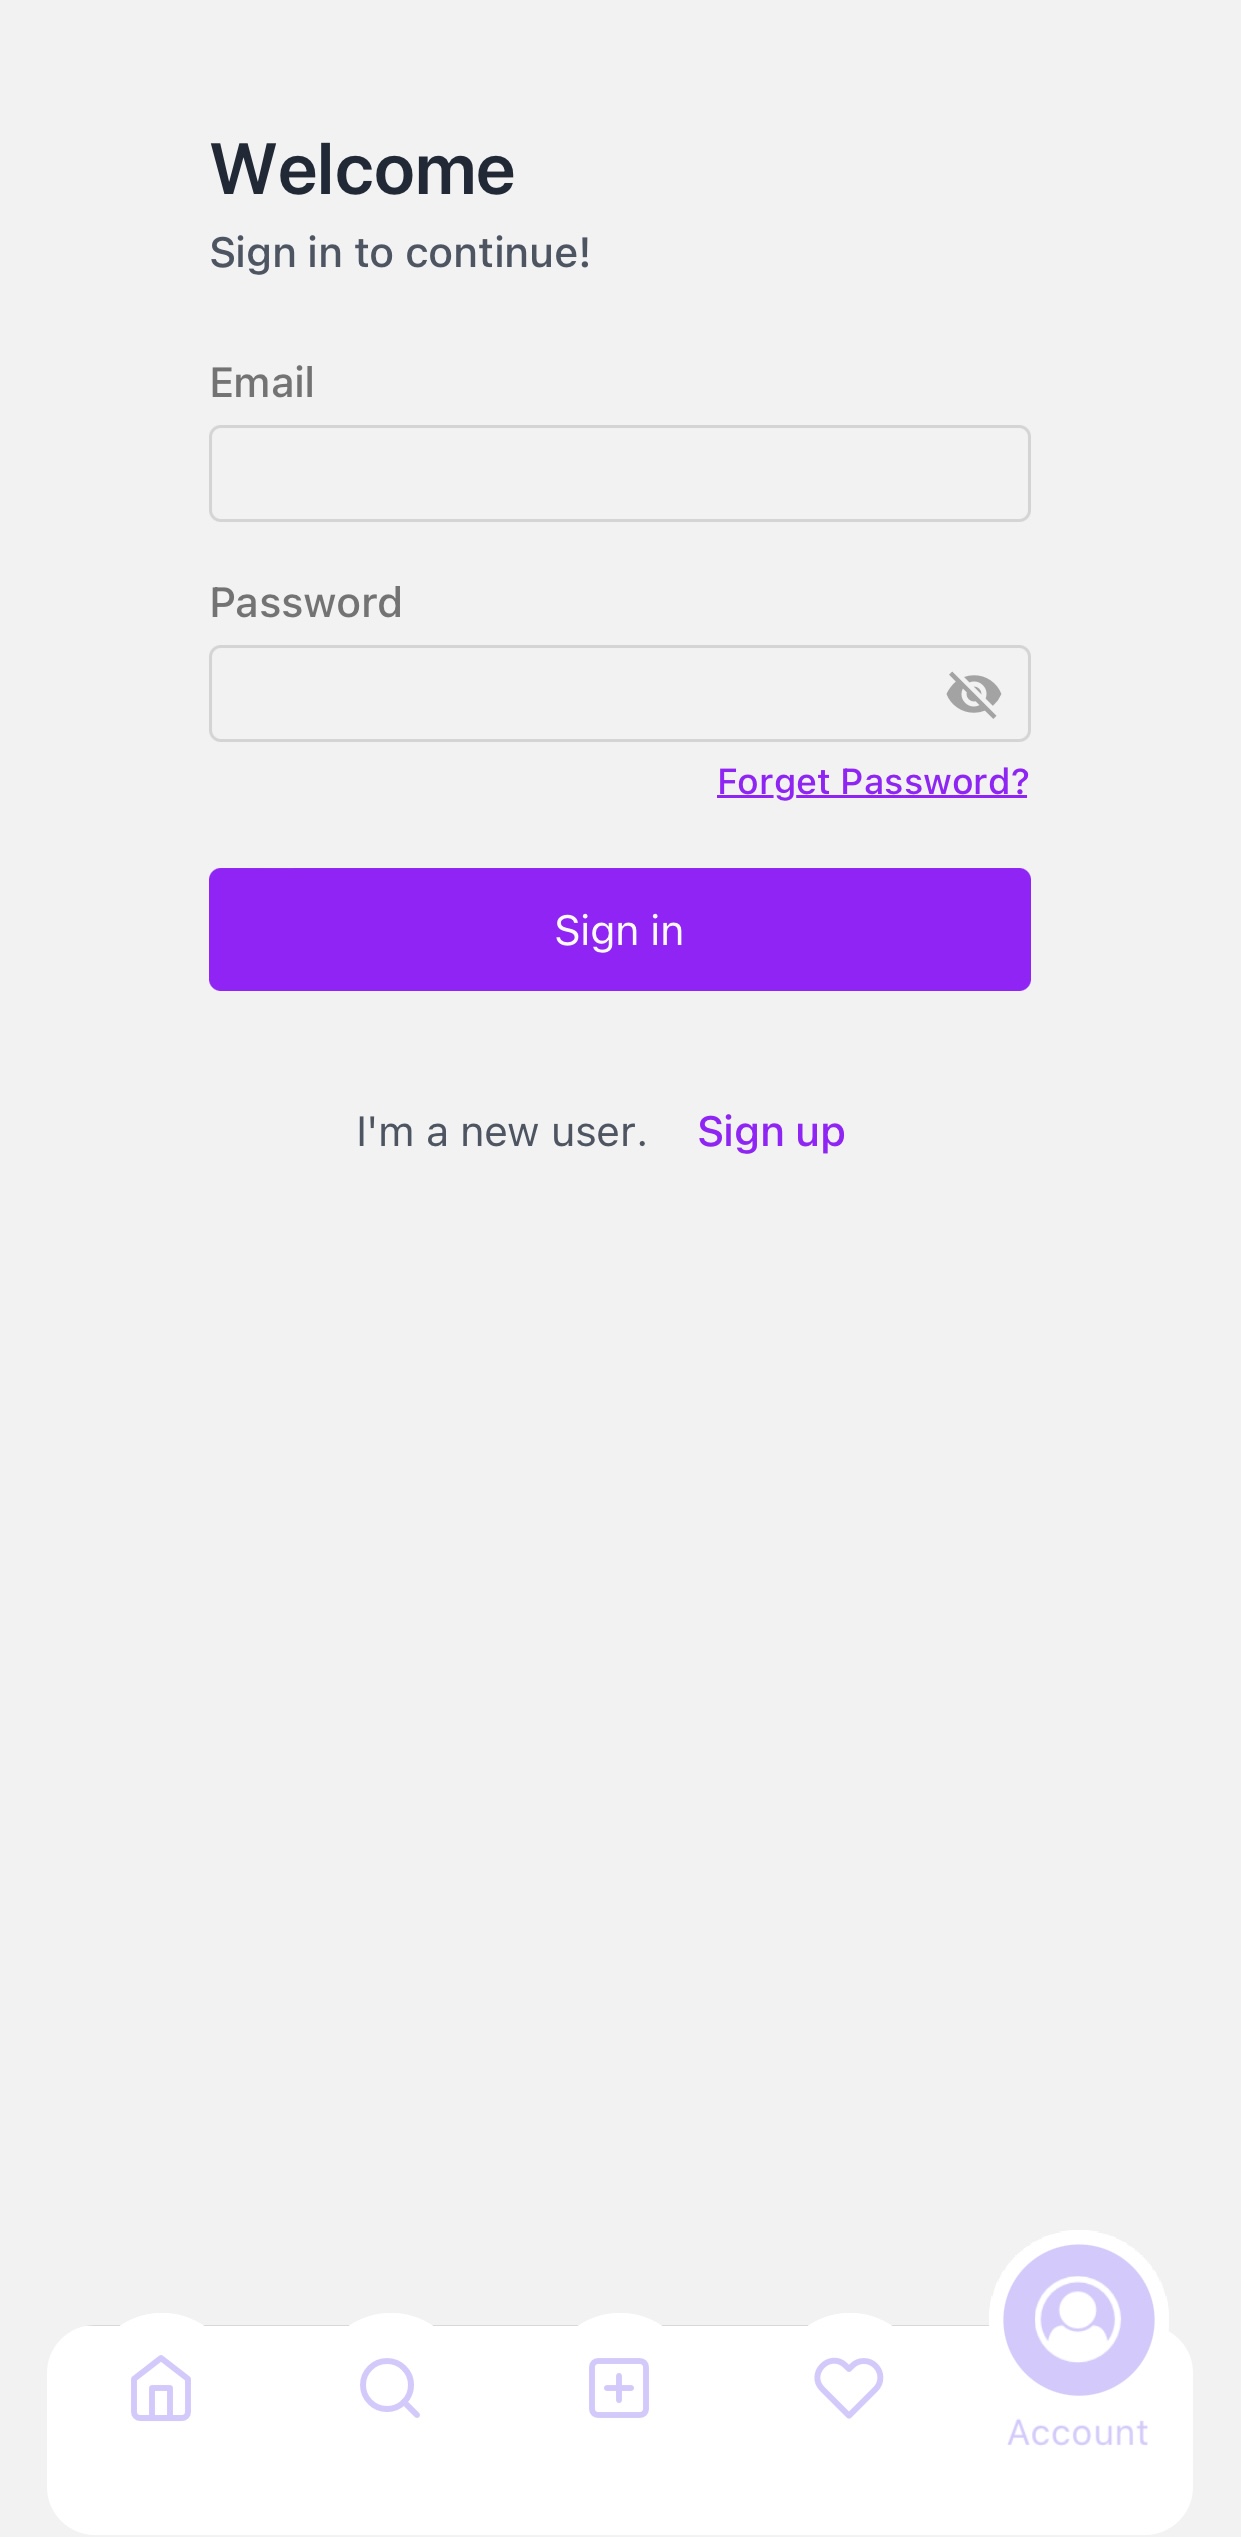 Welcome
Sign in to continue!
Email
Password
Forget Password?
Sign in
I'm a new user. Sign up
Account